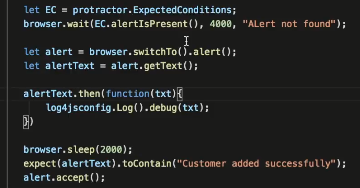 let EC = protractor.ExpectedConditions;
browser.wait(EC.alertIsPresent(), 4000, "ALert not found");
let alert = browser.switchTo().alert();
let alertText = alert.getText();
alertText.then(function(txt){
log4jsconfig.Log().debug(txt);
})
browser.sleep(2000);
expect(alertText).toContain("Customer added successfully");
alert.accept();